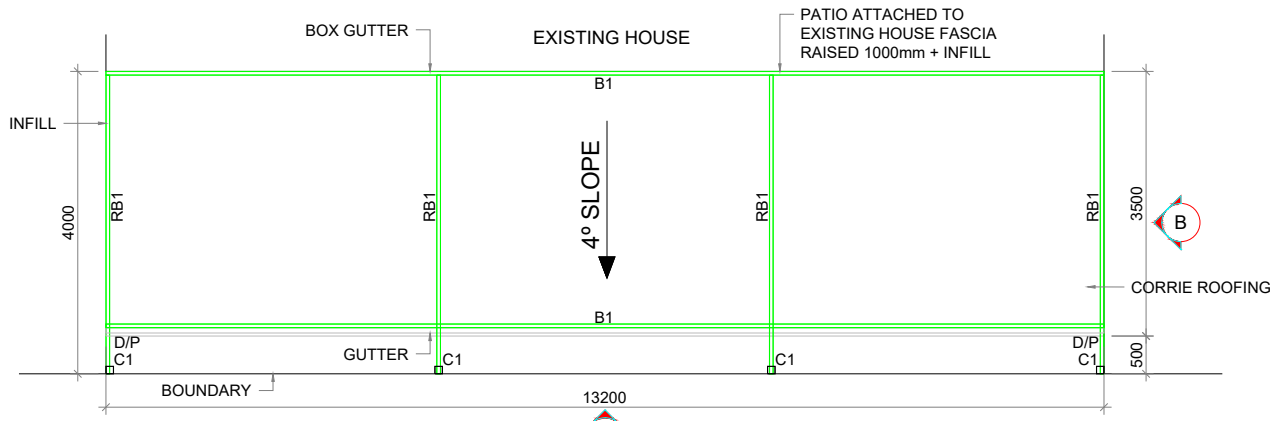 PATIO ATTACHED TO
EXISTING HOUSE FASCIA
RAISED 1000mm + INFILL
BOX GUTTER
EXISTING HOUSE
B1
INFILL
4º SLOPE
RB1
RB1
RB1
RB1
4000
3500
B
CORRIE ROOFING
B1
D/P
C1
GUTTER
C1
C1
D/P
C1
500
BOUNDARY
13200